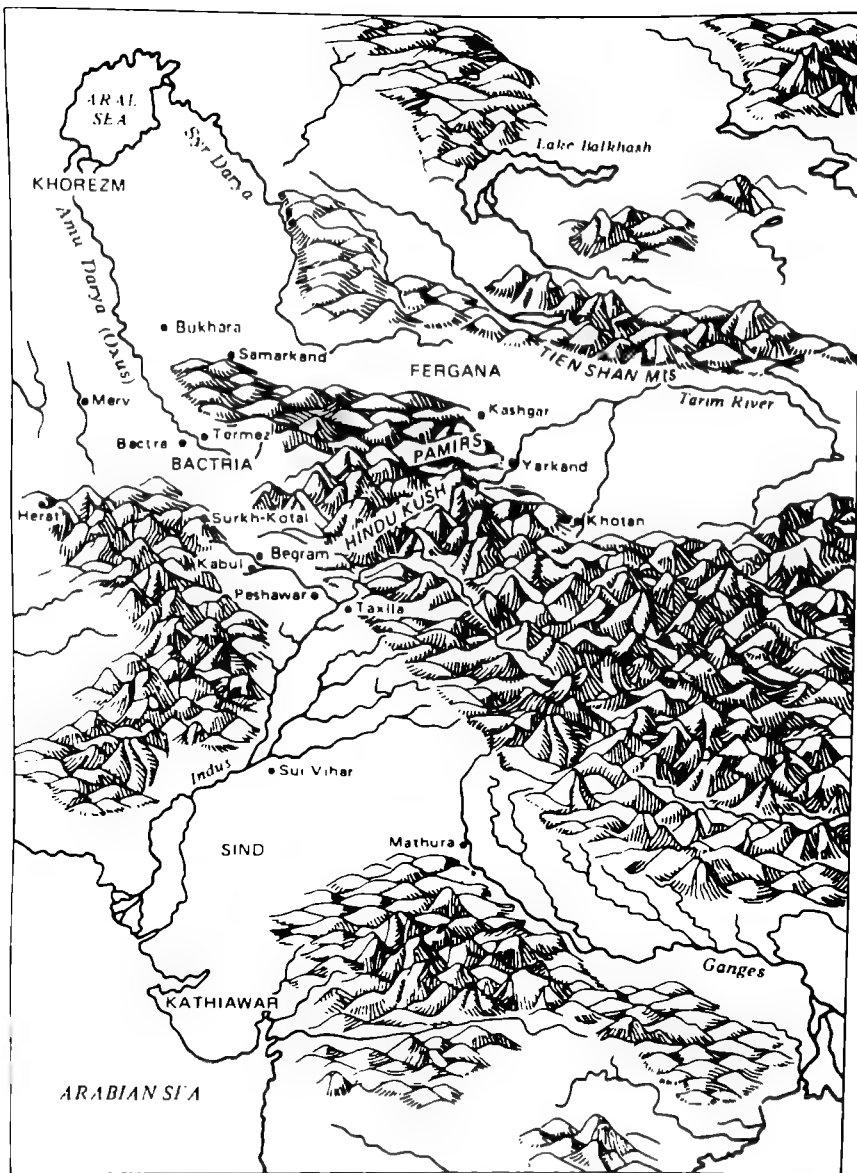 ARAL
SEA
Syr Darya
Lake Balkhash
KHOREZM
Amu Darya (Oxus)
Bukhara
Samarkand
FERGANA
TIEN SHAN Mts
Merv
Kashgar
Tarim River
Bactra
Tormez
PAMIRS
Yarkand
BACTRIA
Herat
Surkh-Kotal
HINDU KUSH
Khotan
Kabul
Begram
Peshawar
Taxila
Indus
Sui Vihar
SIND
Mathura
Ganges
KATHIAWAR
ARABIAN SEA